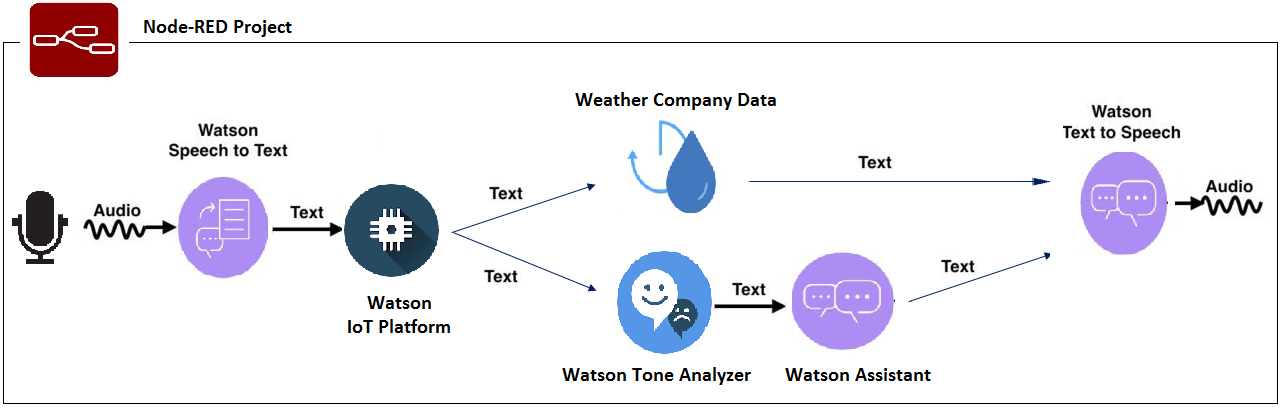 Node-RED Project
Audio
Watson
Speech to Text
Text
Watson
IoT Platform
Text
Text
Weather Company Data
Text
Watson Tone Analyzer
Text
Watson Assistant
Text
Watson
Text to Speech
Audio